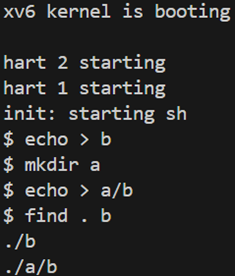 xv6 kernel is booting
hart 2 starting
hart 1 starting
init: starting sh
$ echo > b
$ mkdir a
$ echo > a/b
$ find . b
./b
./a/b